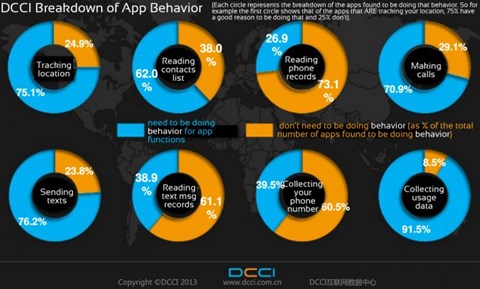 DCCI Breakdown of App Behavior
(Each circle represents the breakdown of the apps found to be doing that behavior. So for
example the first circle shows that of the apps that ARE tracking your location, 75% have
a good reason to be doing that and 25% don't).
24.9%
Tracking
location
75.1%
38.0
%
Reading
contacts
list
62.0
%
26.9
%
Reading
phone
records
73.1
%
29.1%
Making
calls
70.9%
need to be doing
behavior for app
functions
don't need to be doing behavior (as % of the total
number of apps found to be doing behavior)
23.8%
Sending
texts
76.2%
38.9
%
Reading
text msg
records
61.1
%
39.5%
Collecting
your
phone
number
60.5%
8.5%
Collecting
usage
data
91.5%
DCCI
Copyright ©DCCI 2013
www.dcci.com.cn
DCCI互联网数据中心